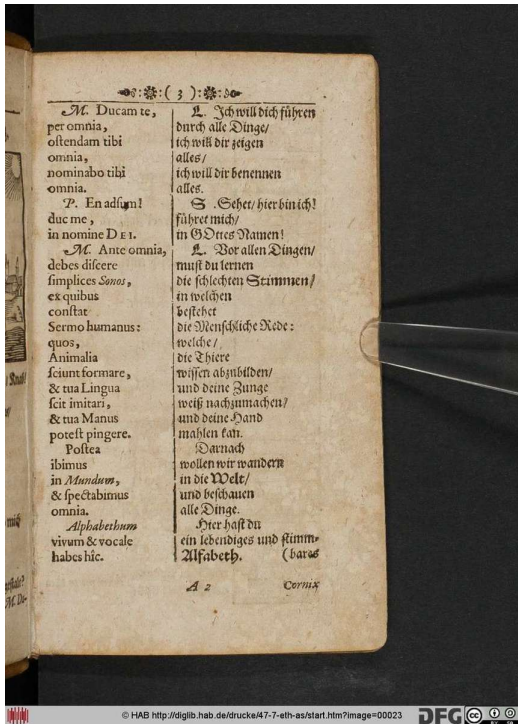 ( 3 )
M. Ducam te,
per omnia,
oſtendam tibi
omnia,
nominabo tibi
omnia.
P. En adſum!
duc me,
in nomine DEI.
M. Ante omnia,
debes diſcere
ſimplices Sonos,
ex quibus
conſtat
Sermo humanus:
quos,
Animalia
ſciunt formare,
& tua Lingua
ſcit imitari,
& tua Manus
poteſt pingere.
Poſtea
ibimus
in Mundum,
& ſpectabimus
omnia.
Alphabethum
vivum & vocale
habes hîc.
L. Ich will dich führen
durch alle Dinge/
ich will dir zeigen
alles/
ich will dir benennen
alles.
S. Sehet/ hier bin ich!
führet mich/
in GOttes Namen!
L. Vor allen Dingen/
muſt du lernen
die ſchlechten Stimmen/
in welchen
beſtehet
die Menſchliche Rede:
welche/
die Thiere
wiſſen abzubilden/
und deine Zunge
weiß nachzumachen/
und deine Hand
mahlen kan.
Darnach
wollen wir wandern
in die Welt/
und beſchauen
alle Dinge.
Hier haſt du
ein lebendiges und ſtimm-
Alfabeth. (bares
A 2 Cornix
© HAB http://diglib.hab.de/drucke/47-7-eth-as/start.htm?image=00023
DFG